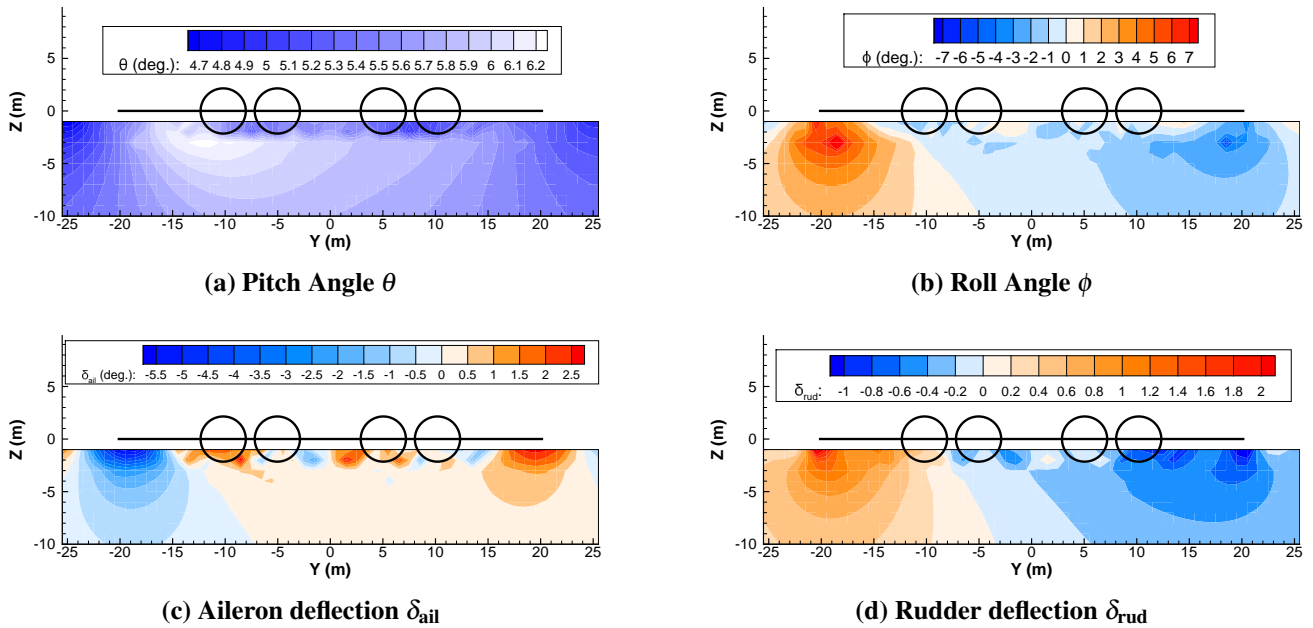 θ (deg.): 4.7 4.8 4.9 5 5.1 5.2 5.3 5.4 5.5 5.6 5.7 5.8 5.9 6 6.1 6.2
Z (m)
5
0
-5
-10
-25 -20 -15 -10 -5 0 5 10 15 20 25
Y (m)
(a) Pitch Angle θ
ϕ (deg.): -7 -6 -5 -4 -3 -2 -1 0 1 2 3 4 5 6 7
Z (m)
5
0
-5
-10
-25 -20 -15 -10 -5 0 5 10 15 20 25
Y (m)
(b) Roll Angle ϕ
δail (deg.): -5.5 -5 -4.5 -4 -3.5 -3 -2.5 -2 -1.5 -1 -0.5 0 0.5 1 1.5 2 2.5
Z (m)
5
0
-5
-10
-25 -20 -15 -10 -5 0 5 10 15 20 25
Y (m)
(c) Aileron deflection δail
δrud: -1 -0.8 -0.6 -0.4 -0.2 0 0.2 0.4 0.6 0.8 1 1.2 1.4 1.6 1.8 2
Z (m)
5
0
-5
-10
-25 -20 -15 -10 -5 0 5 10 15 20 25
Y (m)
(d) Rudder deflection δrud